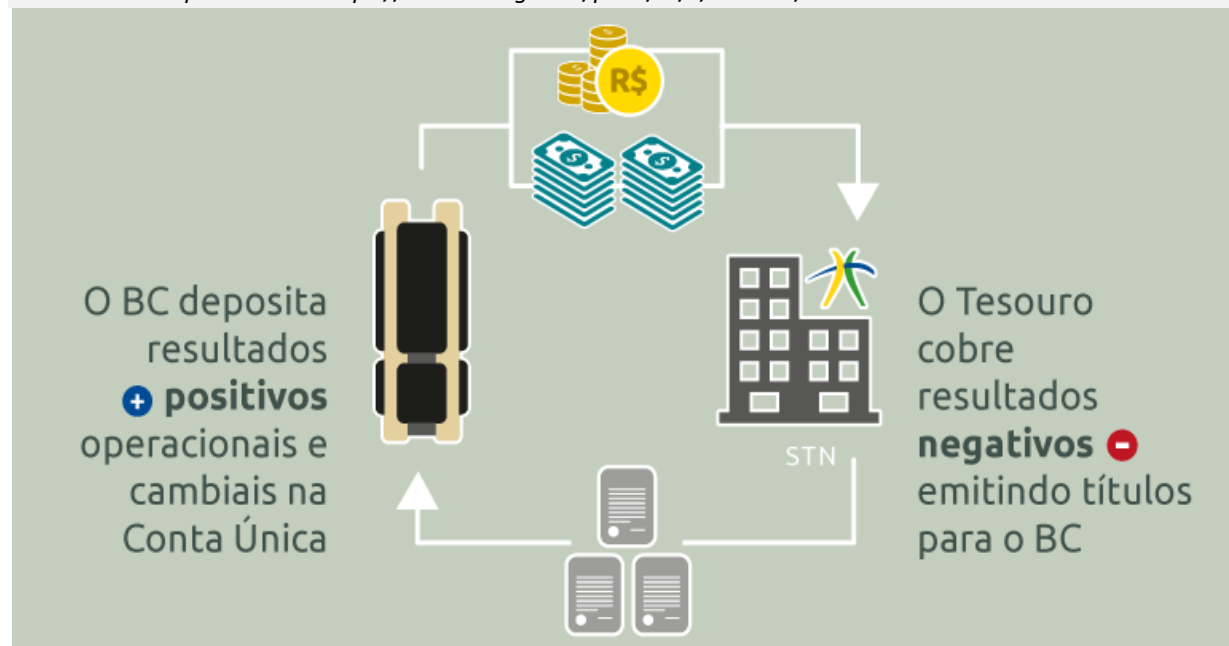 R$
O BC deposita
resultados
+ positivos
operacionais e
cambiais na
Conta Única
O Tesouro
cobre
resultados
negativos -
emitindo títulos
para o BC
STN